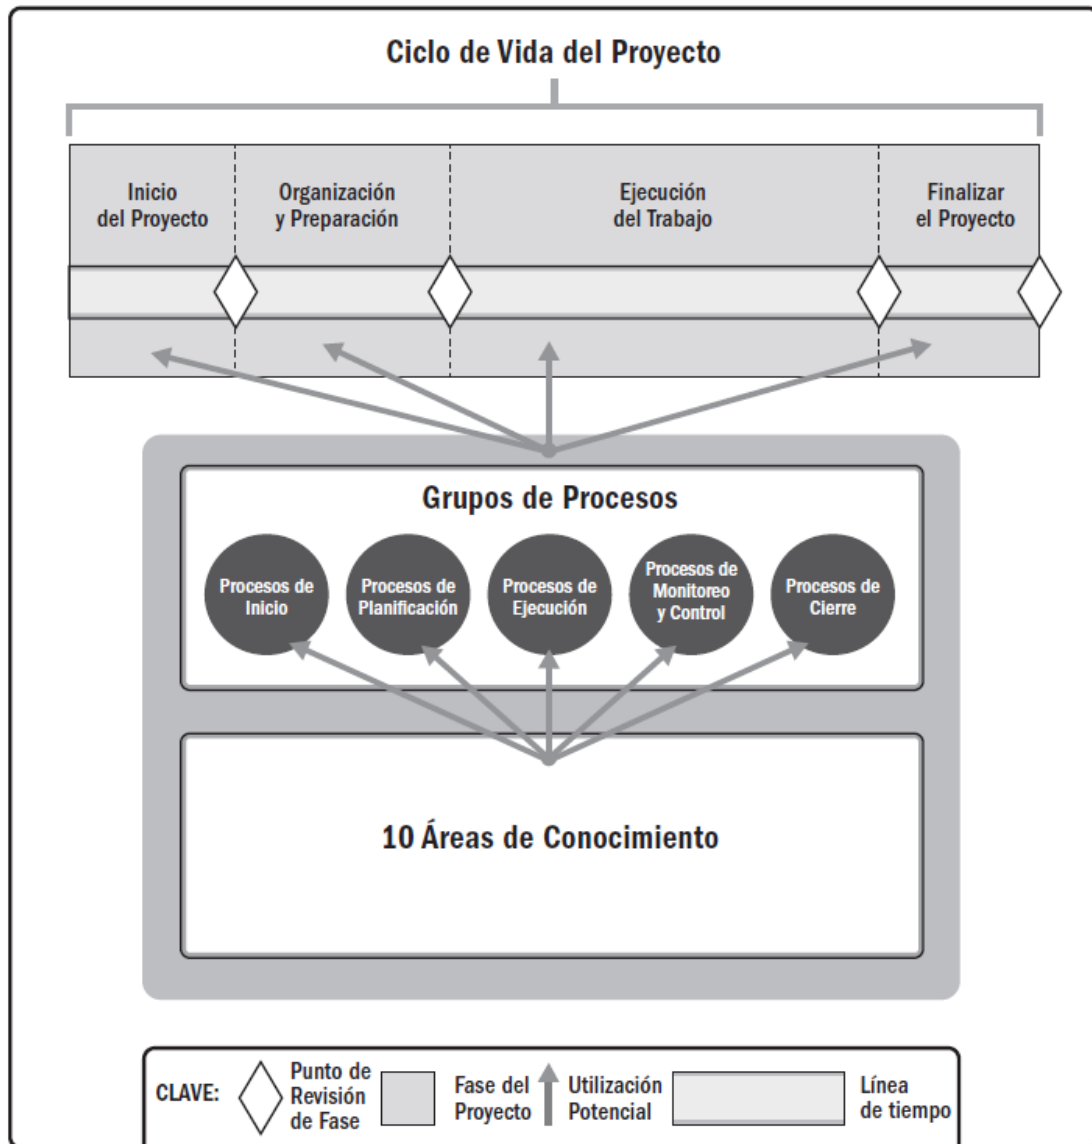 Ciclo de Vida del Proyecto
Inicio
del Proyecto
Organización
y Preparación
Ejecución
del Trabajo
Finalizar
el Proyecto
Grupos de Procesos
Procesos de
Inicio
Procesos de
Planificación
Procesos de
Ejecución
Procesos de
Monitoreo
y Control
Procesos de
Cierre
10 Áreas de Conocimiento
CLAVE:
Punto de
Revisión
de Fase
Fase del
Proyecto
Utilización
Potencial
Línea
de tiempo